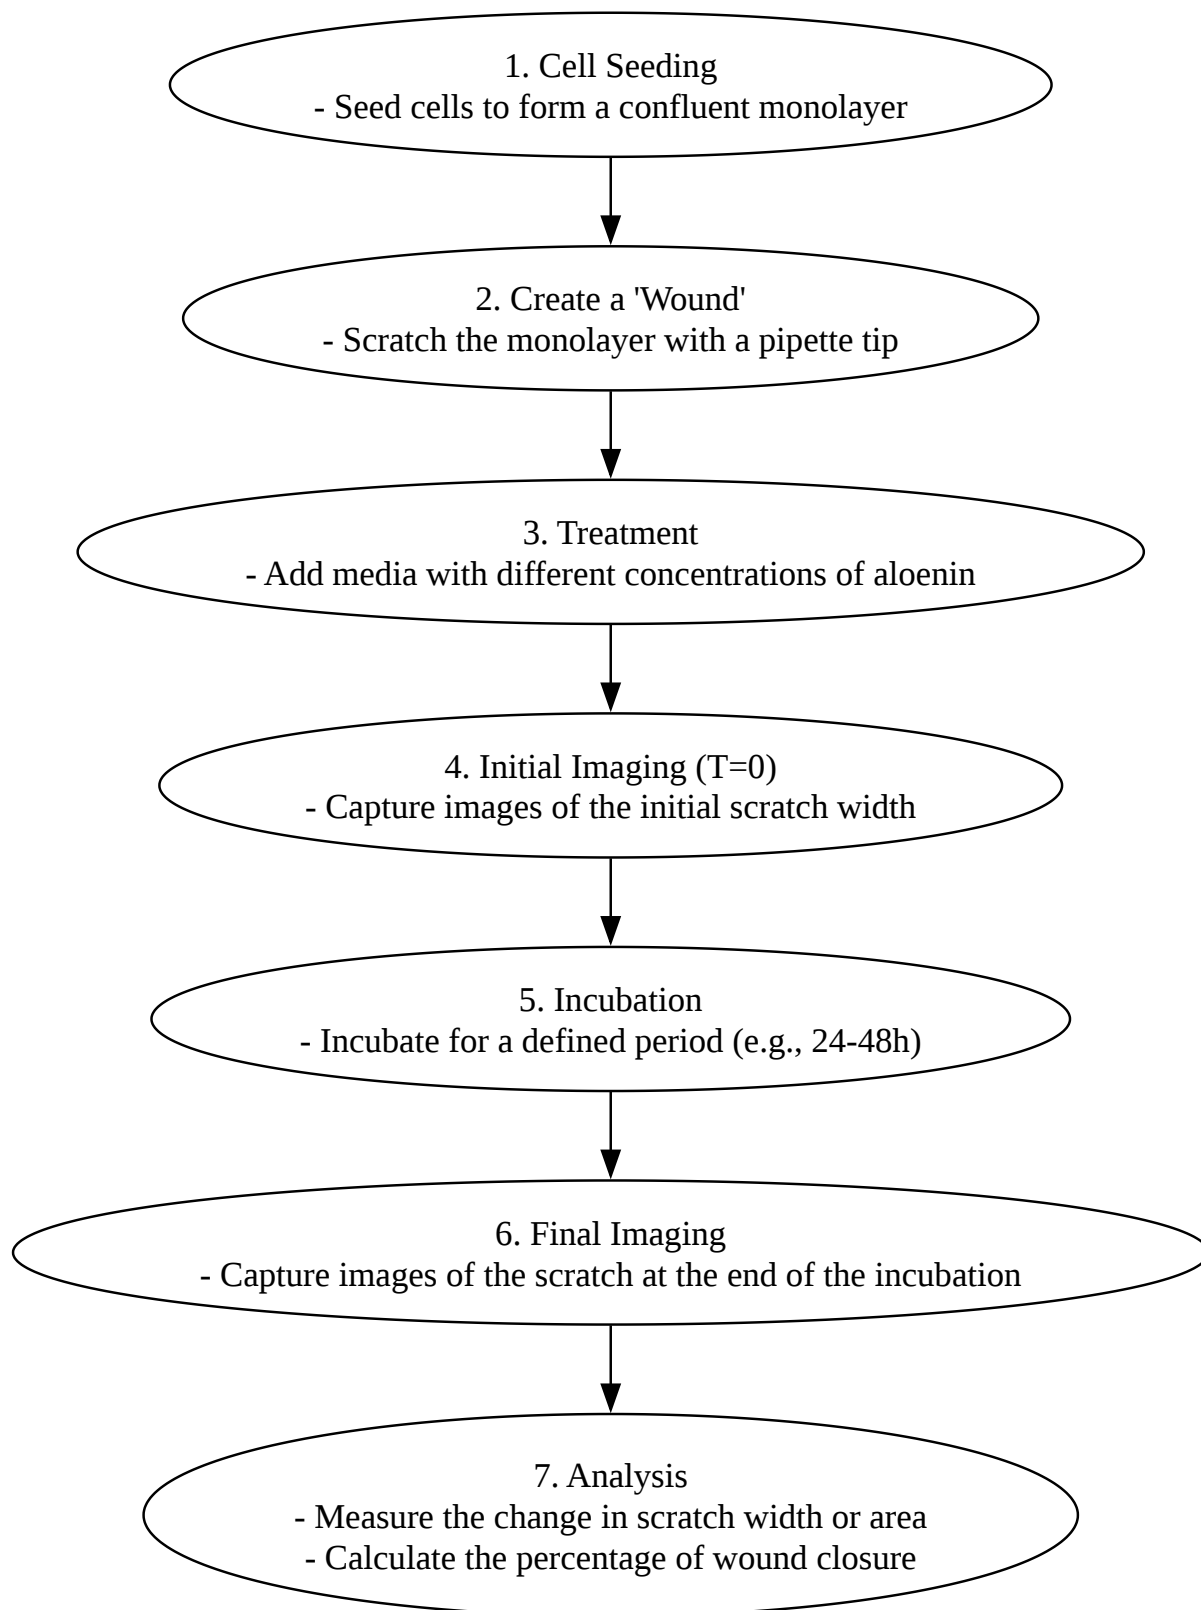 1. Cell Seeding
- Seed cells to form a confluent monolayer
2. Create a 'Wound'
- Scratch the monolayer with a pipette tip
3. Treatment
- Add media with different concentrations of aloenin
4. Initial Imaging (T=0)
- Capture images of the initial scratch width
5. Incubation
- Incubate for a defined period (e.g., 24-48h)
6. Final Imaging
- Capture images of the scratch at the end of the incubation
7. Analysis
- Measure the change in scratch width or area
- Calculate the percentage of wound closure